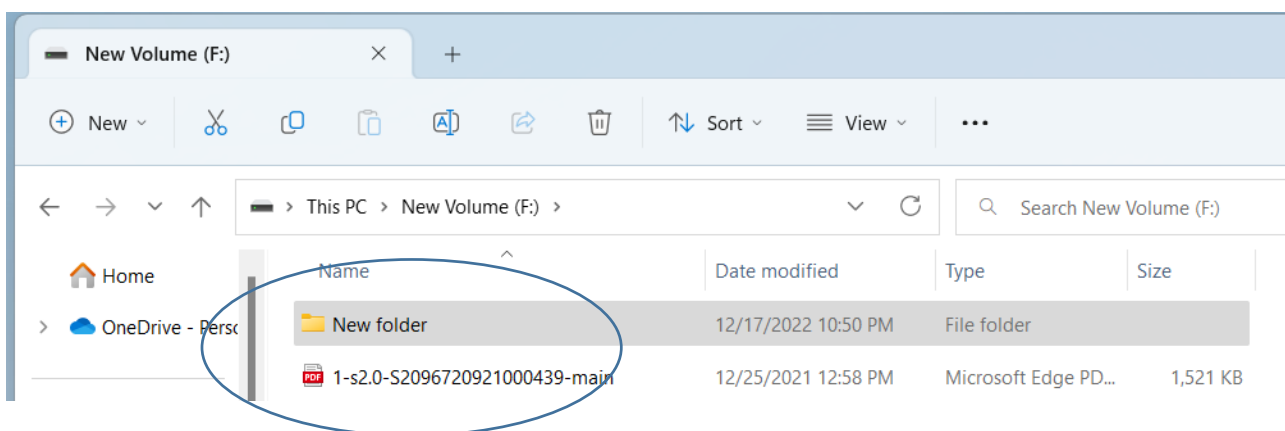 New Volume (F:)
New Sort View
This PC > New Volume (F:) > Search New Volume (F:)
Home Name Date modified Type Size
OneDrive - Perso New folder 12/17/2022 10:50 PM File folder
PDF 1-s2.0-S2096720921000439-main 12/25/2021 12:58 PM Microsoft Edge PD... 1,521 KB